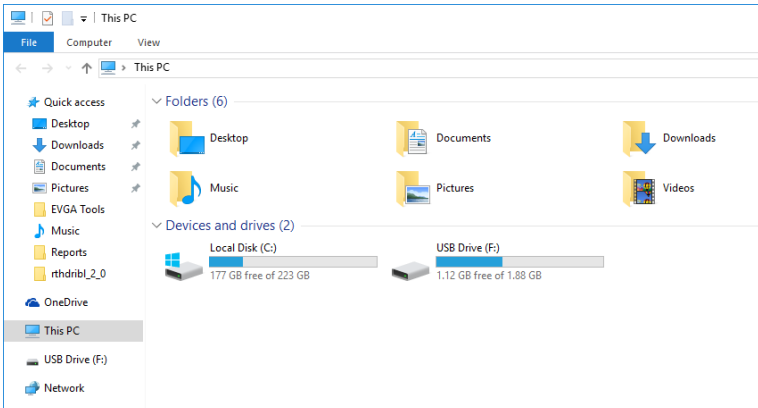 This PC
File Computer View
This PC
Quick access
Desktop
Downloads
Documents
Pictures
EVGA Tools
Music
Reports
rthdribl_2_0
OneDrive
This PC
USB Drive (F:)
Network
Folders (6)
Desktop Documents Downloads
Music Pictures Videos
Devices and drives (2)
Local Disk (C:) USB Drive (F:)
177 GB free of 223 GB 1.12 GB free of 1.88 GB